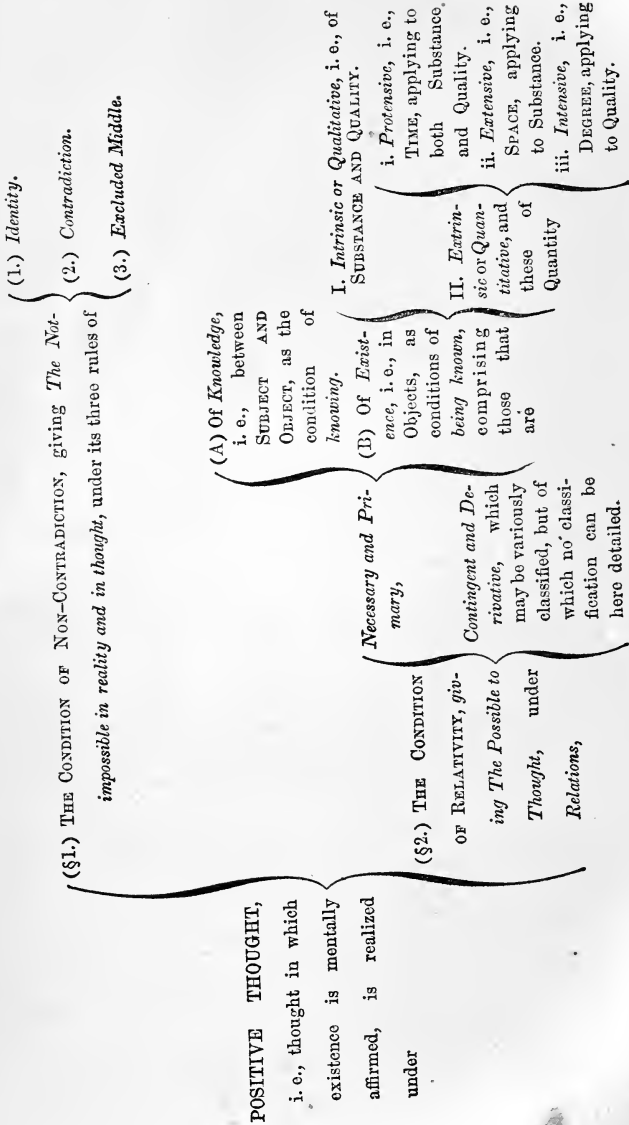 POSITIVE THOUGHT,
i. e., thought in which
existence is mentally
affirmed, is realized
under
(§1.) THE CONDITION OF NON–CONTRADICTION, giving The Not-
impossible in reality and in thought, under its three rules of
(1.) Identity.
(2.) Contradiction.
(3.) Excluded Middle.
(§2.) THE CONDITION
OF RELATIVITY, giv-
ing The Possible to
Thought, under
Relations,
Necessary and Pri-
mary,
Contingent and De-
rivative, which
may be variously
classified, but of
which no classi-
fication can be
here detailed.
(A) Of Knowledge,
i. e., between
SUBJECT AND
OBJECT, as the
condition of
knowing.
(B) Of Exist-
ence, i. e., in
Objects, as
conditions of
being known,
comprising
those that
are
I. Intrinsic or Qualitative, i. e., of
SUBSTANCE AND QUALITY.
II. Extrin-
sic or Quan-
titative, and
these of
Quantity
i. Protensive, i. e.,
TIME, applying to
both Substance
and Quality.
ii. Extensive, i. e.,
SPACE, applying
to Substance.
iii. Intensive, i. e.,
DEGREE, applying
to Quality.